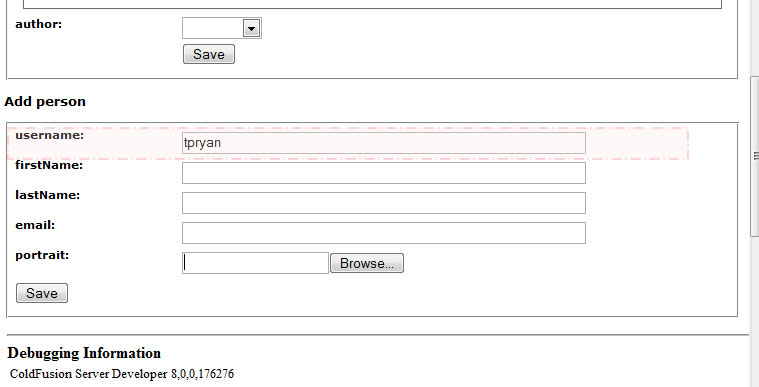 author:
Save
Add person
username: tpryan
firstName:
lastName:
email:
portrait: Browse...
Save
Debugging Information
ColdFusion Server Developer 8,0,0,176276